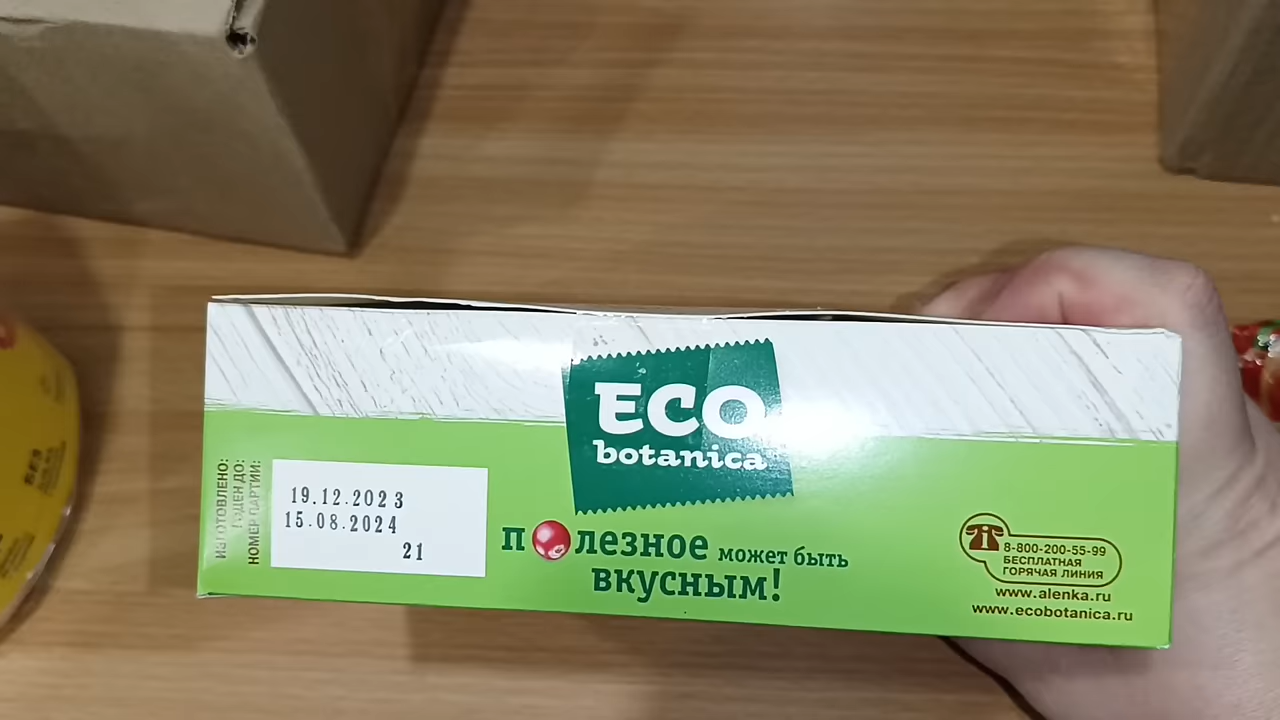 ECO
botanica
ИЗГОТОВЛЕНО:
ГОДЕН ДО:
НОМЕР ПАРТИИ:
19.12.2023
15.08.2024
21
полезное может быть
вкусным!
8-800-200-55-99
БЕСПЛАТНАЯ
ГОРЯЧАЯ ЛИНИЯ
www.alenka.ru
www.ecobotanica.ru
БЕЗ